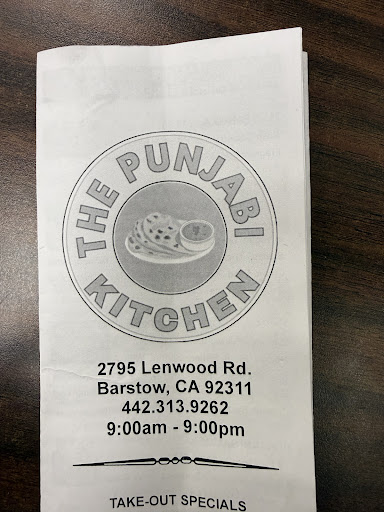 THE PUNJABI
KITCHEN
2795 Lenwood Rd.
Barstow, CA 92311
442.313.9262
9:00am - 9:00pm
TAKE-OUT SPECIALS